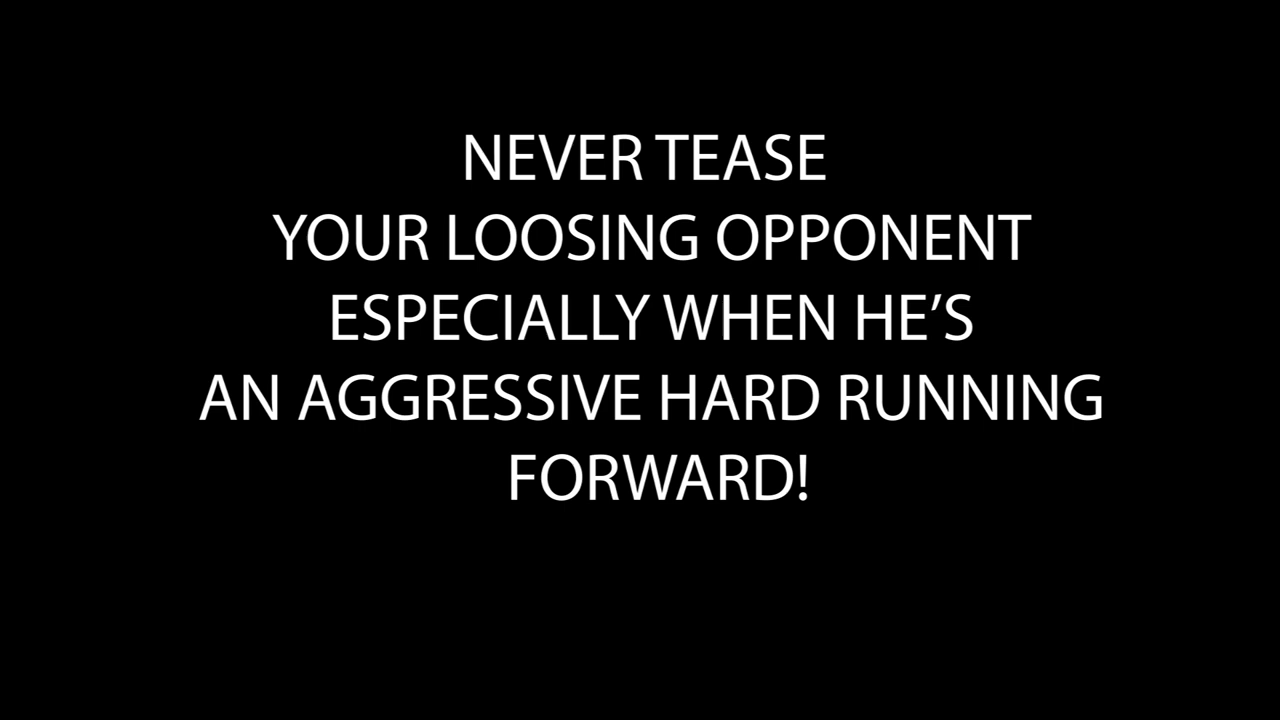 NEVER TEASE
YOUR LOOSING OPPONENT
ESPECIALLY WHEN HE’S
AN AGGRESSIVE HARD RUNNING
FORWARD!